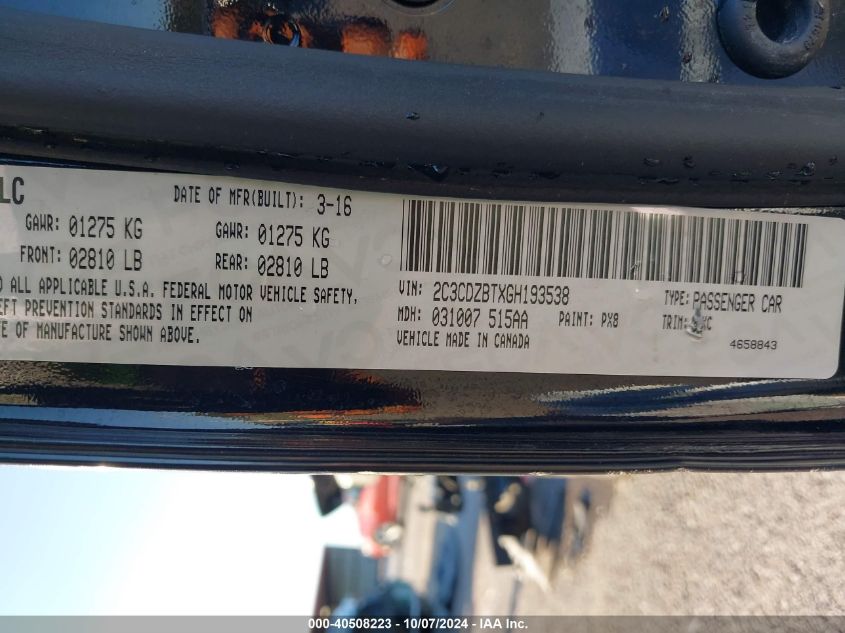 LC
DATE OF MFR(BUILT): 3-16
GAWR: 01275 KG GAWR: 01275 KG
FRONT: 02810 LB REAR: 02810 LB
ALL APPLICABLE U.S.A. FEDERAL MOTOR VEHICLE SAFETY,
PREVENTION STANDARDS IN EFFECT ON
OF MANUFACTURE SHOWN ABOVE.
VIN: 2C3CDZBTXGH193538 TYPE: PASSENGER CAR
MDH: 031007 515AA PAINT: PX8 TRIM:
VEHICLE MADE IN CANADA 4658843
000-40508223 - 10/07/2024 - IAA Inc.